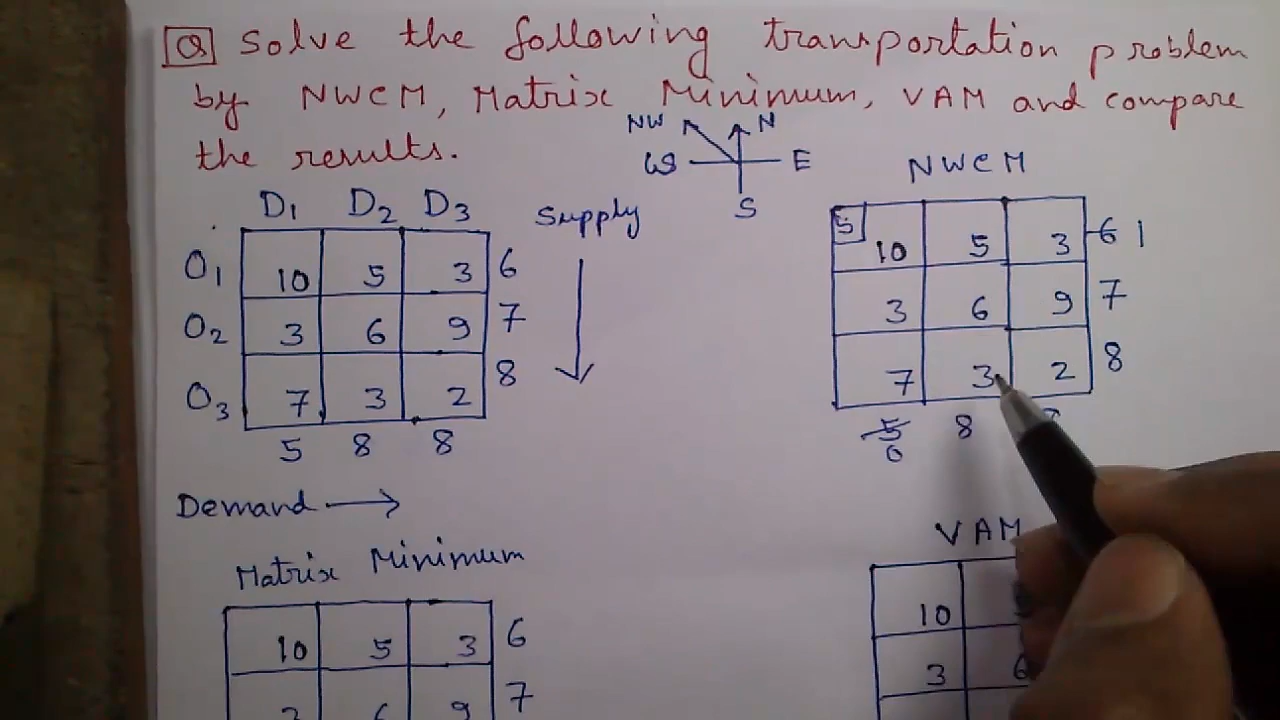 Q Solve the following transportation problem
by NWCM, Matrix Minimum, VAM and compare
the results.
NW N
W E
S
D1 D2 D3 Supply
O1 10 5 3 6
O2 3 6 9 7
O3 7 3 2 8
5 8 8
Demand
NWCM
5 10 5 3 6 1
3 6 9 7
7 3 2 8
5 8
0
Matrix Minimum
10 5 3 6
6 9 7
VAM
10
3 6